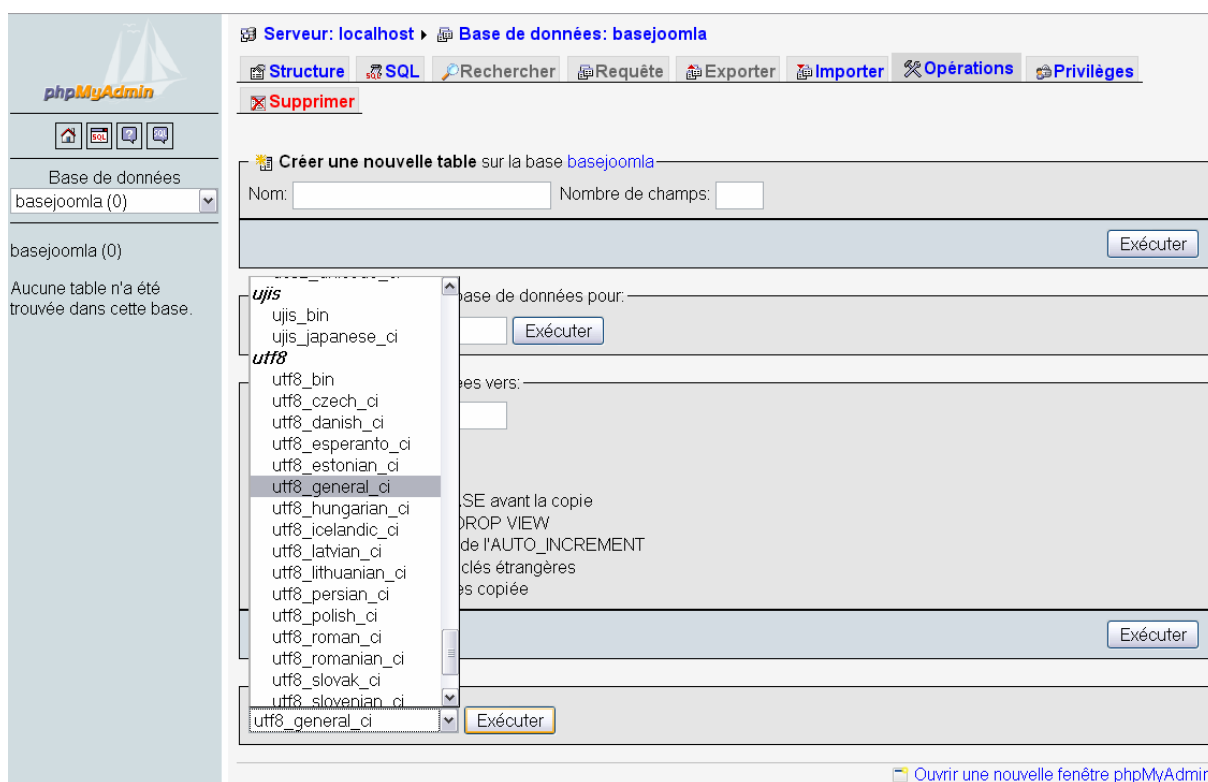 phpMyAdmin
SQL ? SQL
Base de données
basejoomla (0)
basejoomla (0)
Aucune table n'a été
trouvée dans cette base.
Serveur: localhost ▸ Base de données: basejoomla
Structure SQL Rechercher Requête Exporter Importer Opérations Privilèges
Supprimer
Créer une nouvelle table sur la base basejoomla
Nom: Nombre de champs:
Exécuter
base de données pour:
Exécuter
vers:
SE avant la copie
DROP VIEW
de l'AUTO_INCREMENT
clés étrangères
copiée
Exécuter
ujis
ujis_bin
ujis_japanese_ci
utf8
utf8_bin
utf8_czech_ci
utf8_danish_ci
utf8_esperanto_ci
utf8_estonian_ci
utf8_general_ci
utf8_hungarian_ci
utf8_icelandic_ci
utf8_latvian_ci
utf8_lithuanian_ci
utf8_persian_ci
utf8_polish_ci
utf8_roman_ci
utf8_romanian_ci
utf8_slovak_ci
utf8_slovenian_ci
utf8_general_ci Exécuter
Ouvrir une nouvelle fenêtre phpMyAdmin